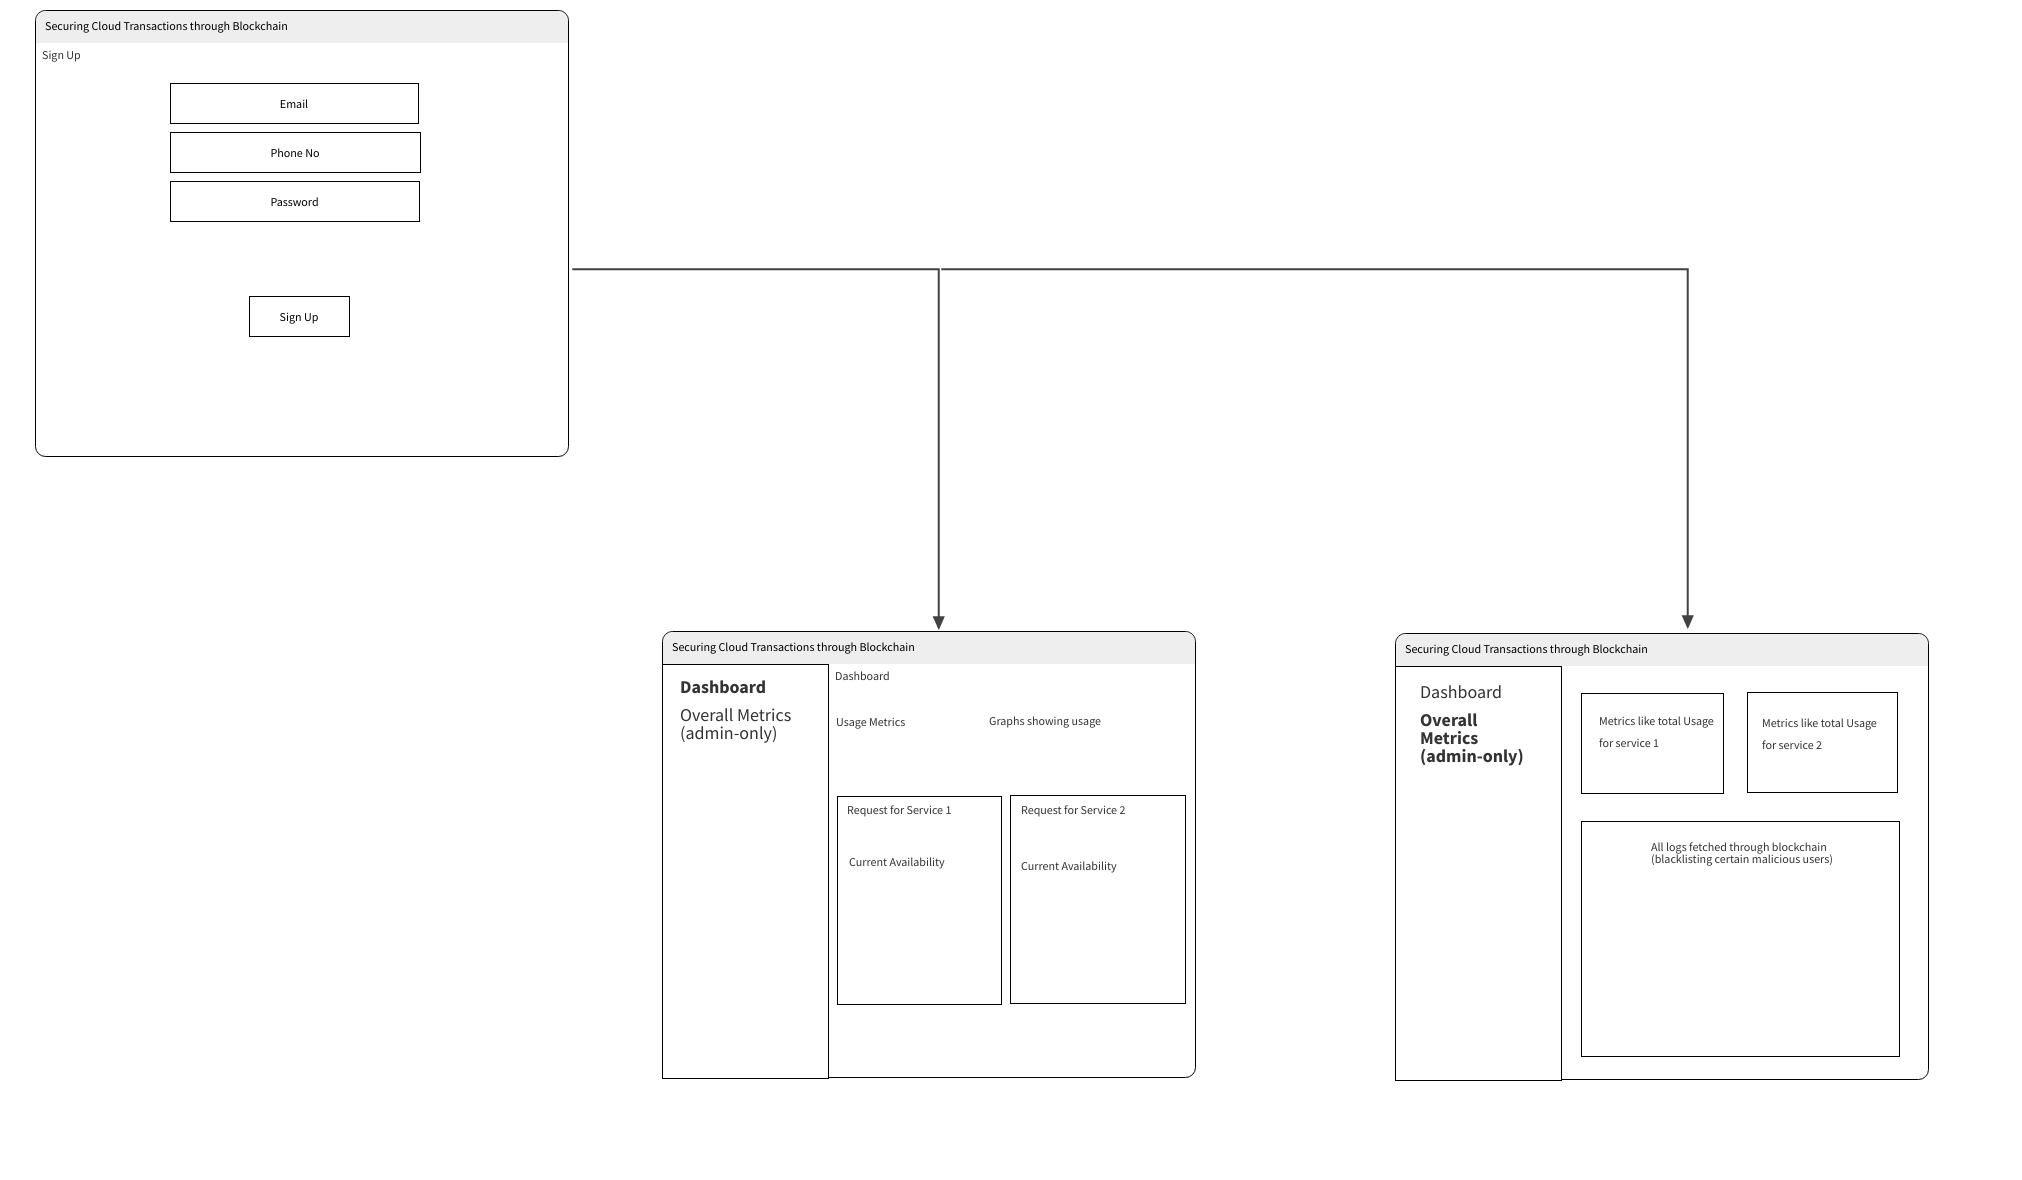 Securing Cloud Transactions through Blockchain
Sign Up
Email
Phone No
Password
Sign Up
Securing Cloud Transactions through Blockchain
Dashboard
Overall Metrics
(admin-only)
Dashboard
Usage Metrics
Graphs showing usage
Request for Service 1
Current Availability
Request for Service 2
Current Availability
Securing Cloud Transactions through Blockchain
Dashboard
Overall
Metrics
(admin-only)
Metrics like total Usage
for service 1
Metrics like total Usage
for service 2
All logs fetched through blockchain
(blacklisting certain malicious users)